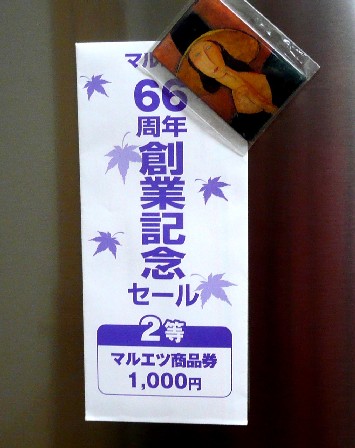 マル
66
周年
創業記念
セール
2等
マルエツ商品券
1,000円